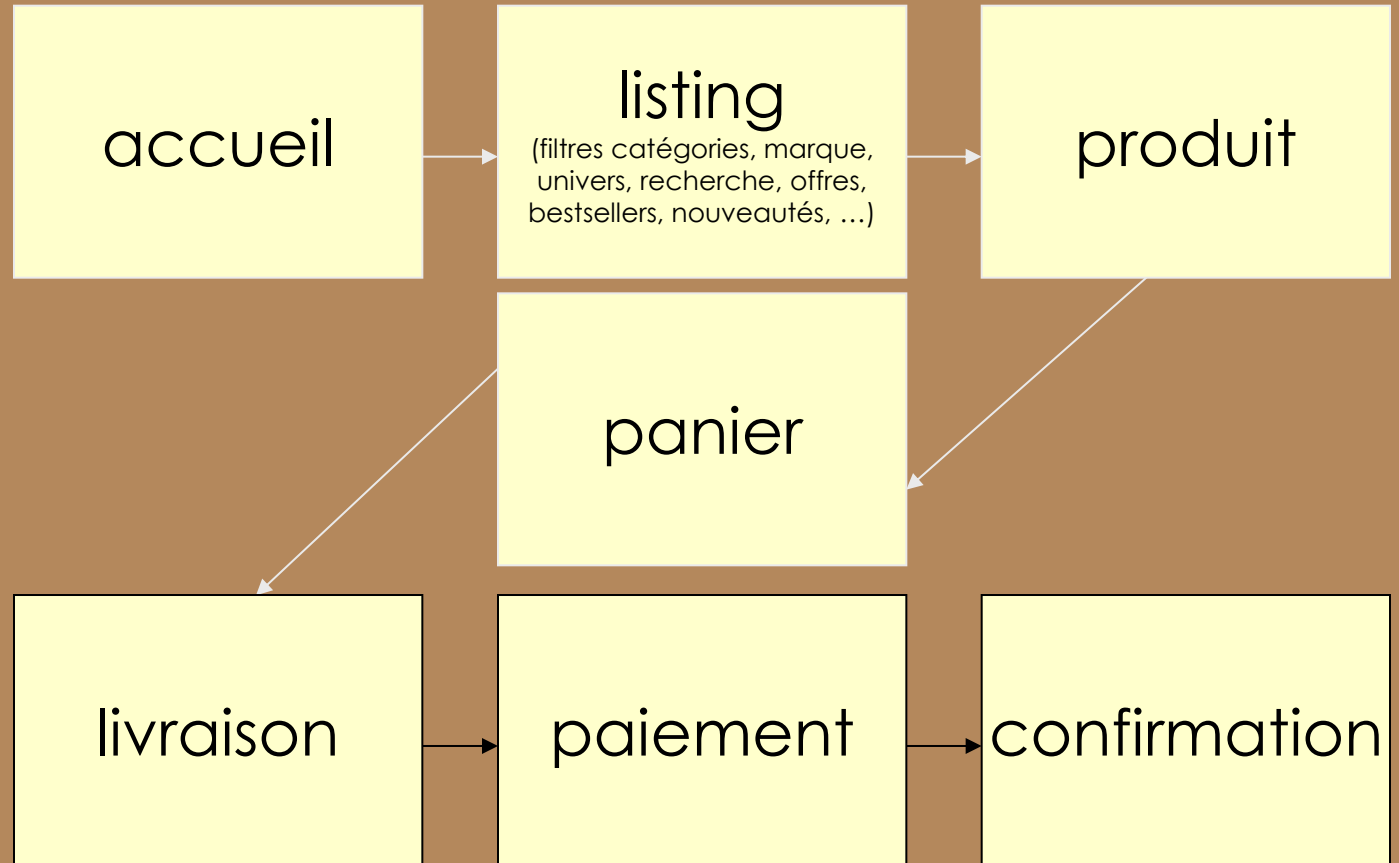 accueil
listing
(filtres catégories, marque,
univers, recherche, offres,
bestsellers, nouveautés, …)
produit
panier
livraison
paiement
confirmation